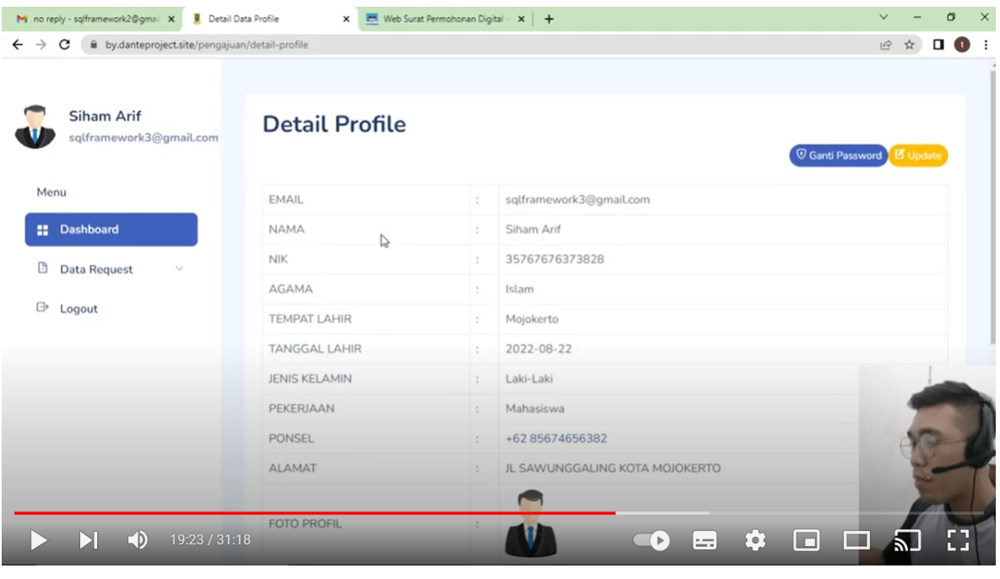 no reply - sqlframework2@gmai
Detail Data Profile
Web Surat Permohonan Digital -
by.danteproject.site/pengajuan/detail-profile
t
Siham Arif
sqlframework3@gmail.com
Menu
Dashboard
Data Request
Logout
Detail Profile
Ganti Password
Update
EMAIL : sqlframework3@gmail.com
NAMA : Siham Arif
NIK : 35767676373828
AGAMA : Islam
TEMPAT LAHIR : Mojokerto
TANGGAL LAHIR : 2022-08-22
JENIS KELAMIN : Laki-Laki
PEKERJAAN : Mahasiswa
PONSEL : +62 85674656382
ALAMAT : JL SAWUNGGALING KOTA MOJOKERTO
FOTO PROFIL :
19:23 / 31:18